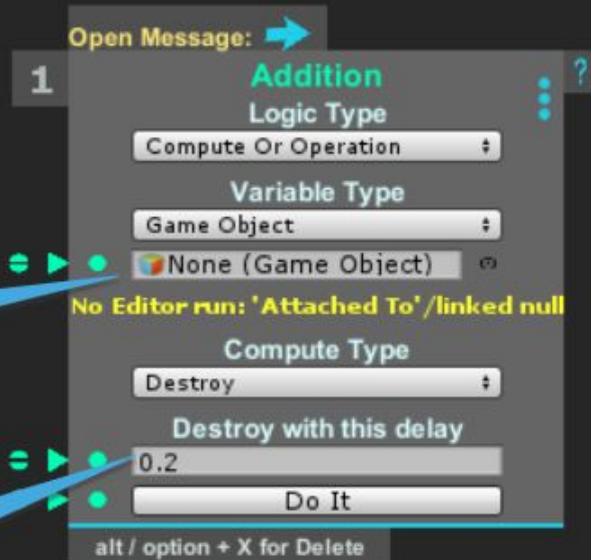 Open Message:
1
Addition
?
Logic Type
Compute Or Operation
Variable Type
Game Object
None (Game Object)
No Editor run: 'Attached To'/linked null
Compute Type
Destroy
Destroy with this delay
0.2
Do It
alt / option + X for Delete